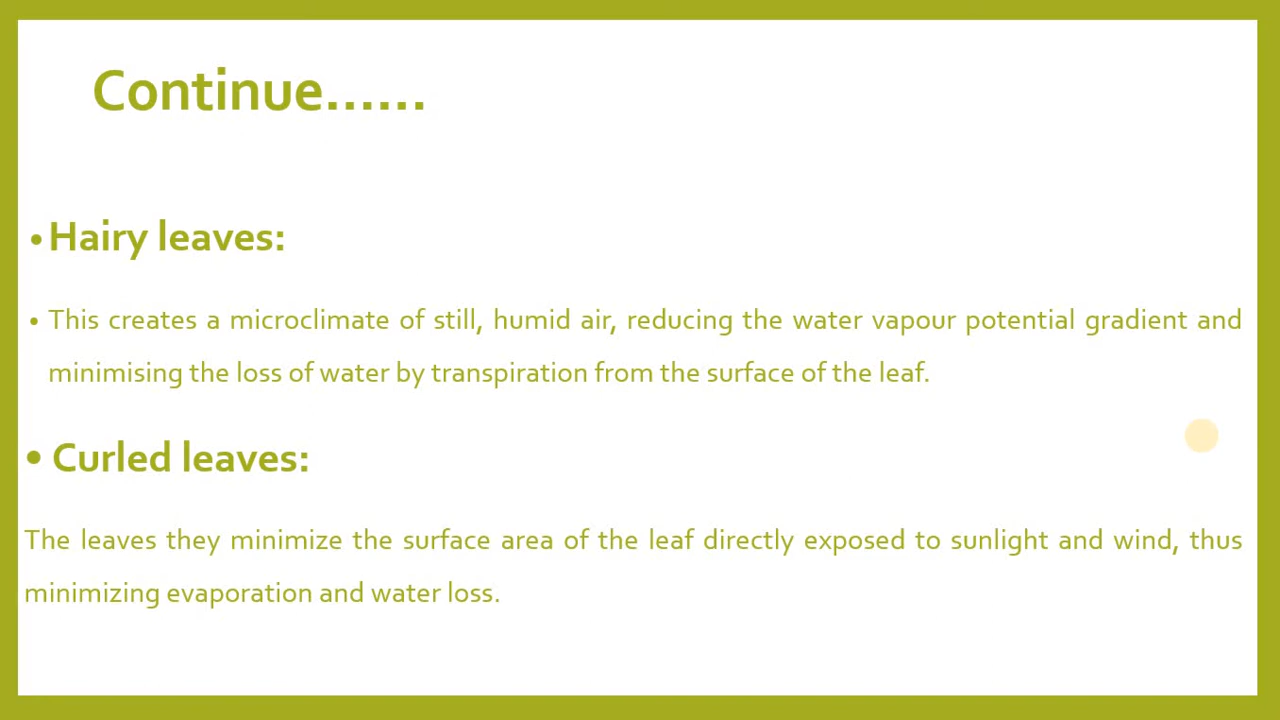 Continue......
• Hairy leaves:
• This creates a microclimate of still, humid air, reducing the water vapour potential gradient and
minimising the loss of water by transpiration from the surface of the leaf.
• Curled leaves:
The leaves they minimize the surface area of the leaf directly exposed to sunlight and wind, thus
minimizing evaporation and water loss.